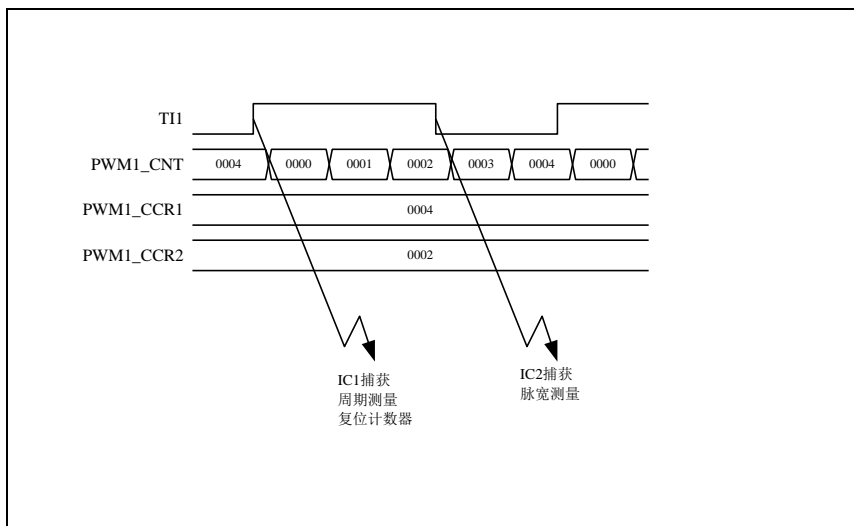 TI1
PWM1_CNT 0004 0000 0001 0002 0003 0004 0000
PWM1_CCR1 0004
PWM1_CCR2 0002
IC1捕获
周期测量
复位计数器
IC2捕获
脉宽测量